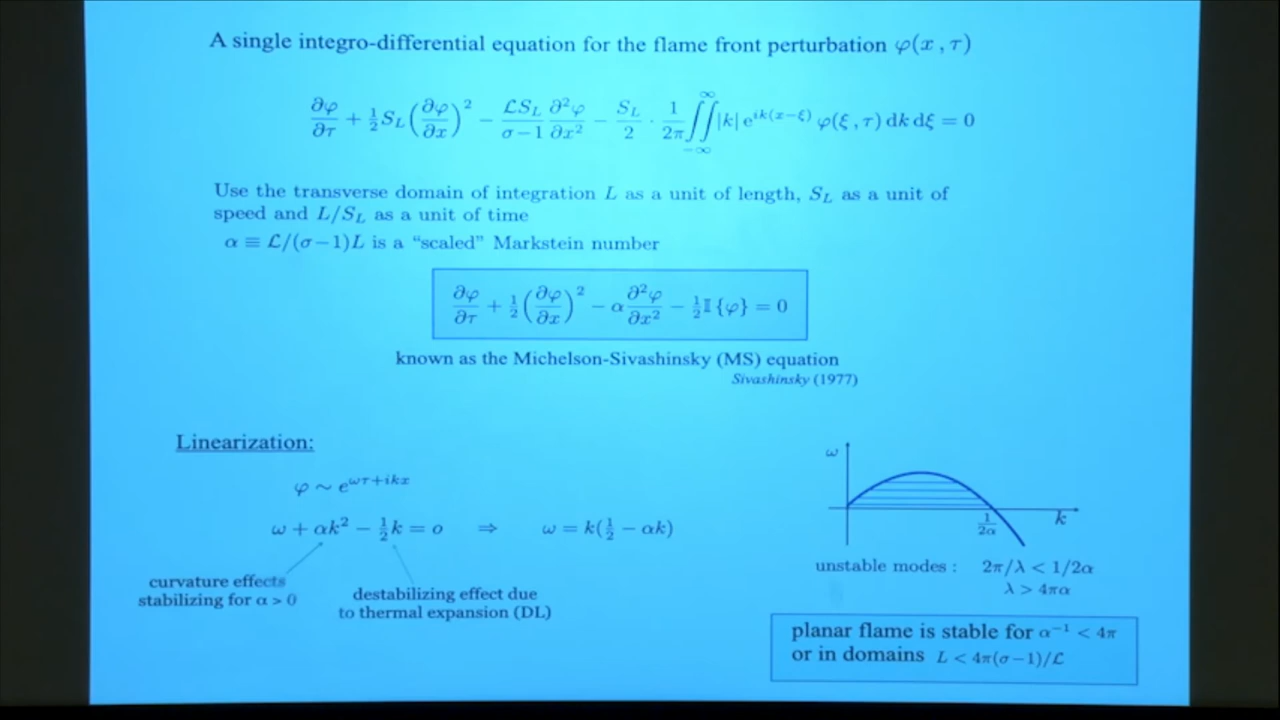 A single integro-differential equation for the flame front perturbation φ(x, τ)
∂φ/∂τ + ½ S_L (∂φ/∂x)² − (ℒS_L/(σ−1)) ∂²φ/∂x² − (S_L/2) · (1/2π) ∬_{−∞}^{∞} |k| e^{ik(x−ξ)} φ(ξ, τ) dk dξ = 0
Use the transverse domain of integration L as a unit of length, S_L as a unit of
speed and L/S_L as a unit of time
α ≡ ℒ/(σ−1)L is a "scaled" Markstein number
∂φ/∂τ + ½ (∂φ/∂x)² − α ∂²φ/∂x² − ½ 𝕀{φ} = 0
known as the Michelson-Sivashinsky (MS) equation
Sivashinsky (1977)
Linearization:
φ ~ e^{ωτ+ikx}
ω + αk² − ½k = o ⇒ ω = k(½ − αk)
curvature effects
stabilizing for α > 0
destabilizing effect due
to thermal expansion (DL)
ω
k
1/2α
unstable modes : 2π/λ < 1/2α
λ > 4πα
planar flame is stable for α⁻¹ < 4π
or in domains L < 4π(σ−1)/ℒ